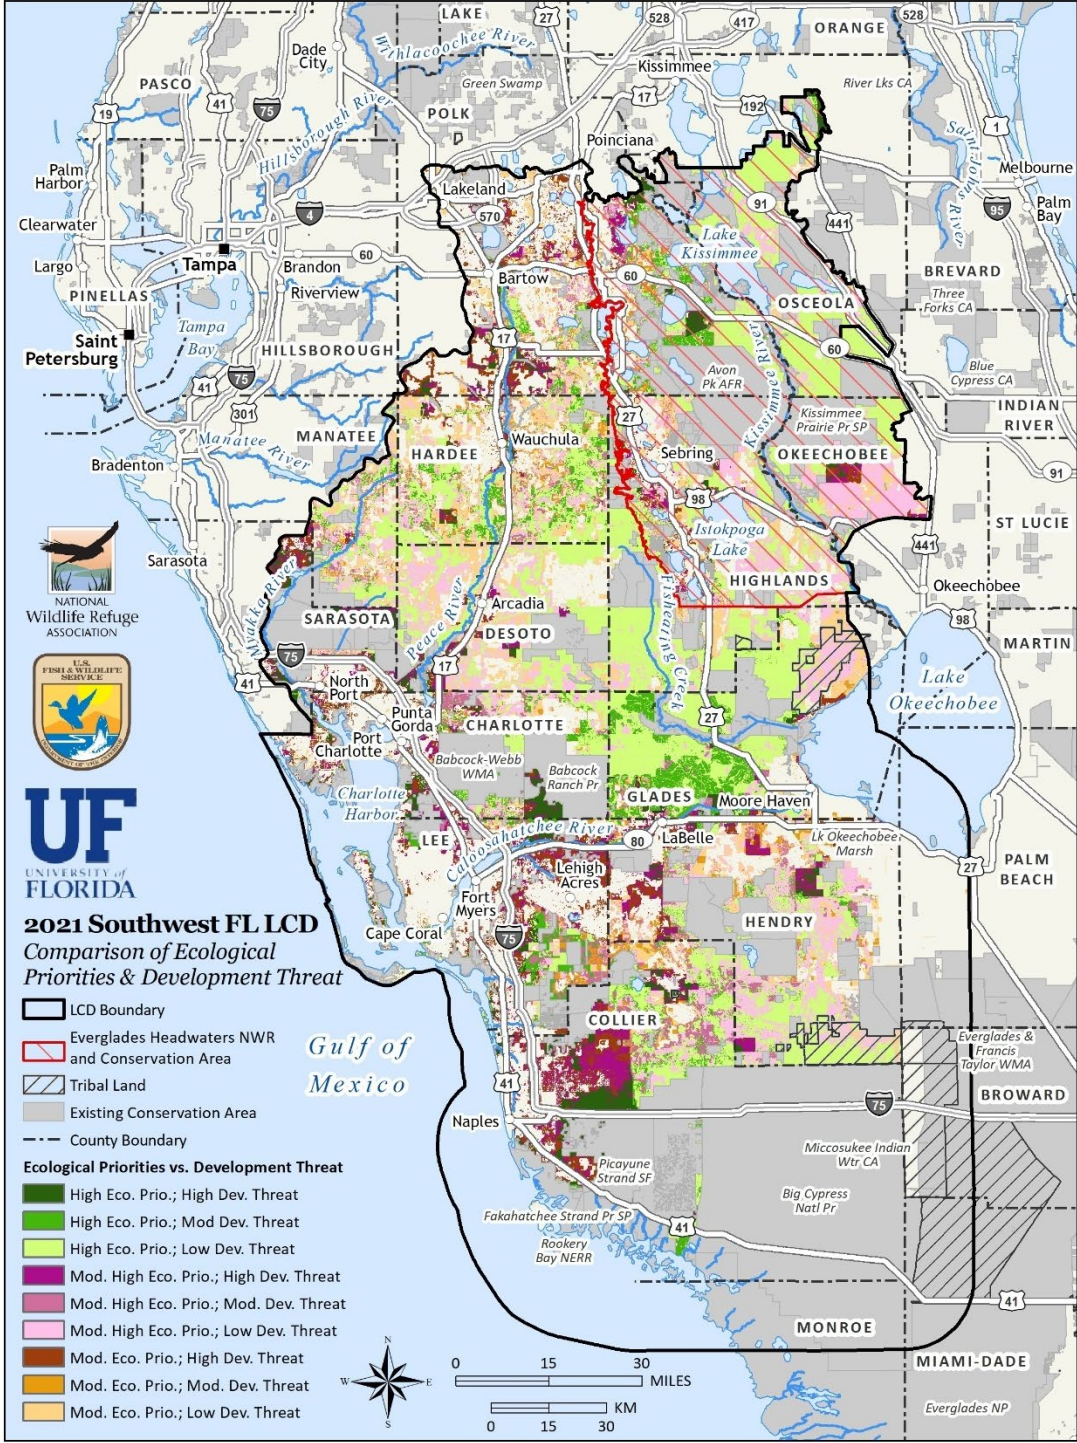 LAKE
27
528
417
ORANGE
528
Dade
City
Withlacoochee River
PASCO
41
75
19
Green Swamp
Kissimmee
17
192
River Lks CA
POLK
Hillsborough River
Poinciana
1
Saint Johns River
Melbourne
Palm
Harbor
Lakeland
570
4
91
441
95
Palm
Bay
Clearwater
Lake
Kissimmee
Largo
Tampa
Brandon
60
Bartow
60
BREVARD
PINELLAS
Riverview
OSCEOLA
Three
Forks CA
Saint
Petersburg
Tampa
Bay
HILLSBOROUGH
17
60
41
75
Avon
Pk AFR
Kissimmee River
Blue
Cypress CA
301
27
Kissimmee
Prairie Pr SP
INDIAN
RIVER
MANATEE
Manatee River
HARDEE
Wauchula
Sebring
OKEECHOBEE
Bradenton
91
98
Istokpoga
Lake
ST LUCIE
441
NATIONAL
Wildlife Refuge
ASSOCIATION
Sarasota
Myakka River
HIGHLANDS
Okeechobee
Peace River
Arcadia
Fisheating Creek
98
SARASOTA
DESOTO
MARTIN
U.S.
FISH & WILDLIFE
SERVICE
DEPARTMENT OF THE INTERIOR
75
41
17
North
Port
Lake
Okeechobee
Punta
Gorda
CHARLOTTE
27
Port
Charlotte
Babcock-Webb
WMA
Babcock
Ranch Pr
UF
UNIVERSITY of
FLORIDA
Charlotte
Harbor
GLADES
Moore Haven
LEE
Caloosahatchee River
80
LaBelle
Lk Okeechobee
Marsh
27
PALM
BEACH
Lehigh
Acres
Fort
Myers
HENDRY
Cape Coral
75
2021 Southwest FL LCD
Comparison of Ecological
Priorities & Development Threat
LCD Boundary
Everglades Headwaters NWR
and Conservation Area
Tribal Land
Existing Conservation Area
County Boundary
Gulf of
Mexico
COLLIER
Everglades &
Francis
Taylor WMA
41
75
BROWARD
Naples
Miccosukee Indian
Wtr CA
Picayune
Strand SF
Big Cypress
Natl Pr
Fakahatchee Strand Pr SP
41
Rookery
Bay NERR
41
MONROE
MIAMI-DADE
Everglades NP
Ecological Priorities vs. Development Threat
High Eco. Prio.; High Dev. Threat
High Eco. Prio.; Mod Dev. Threat
High Eco. Prio.; Low Dev. Threat
Mod. High Eco. Prio.; High Dev. Threat
Mod. High Eco. Prio.; Mod. Dev. Threat
Mod. High Eco. Prio.; Low Dev. Threat
Mod. Eco. Prio.; High Dev. Threat
Mod. Eco. Prio.; Mod. Dev. Threat
Mod. Eco. Prio.; Low Dev. Threat
N
W
E
S
0 15 30
MILES
KM
0 15 30